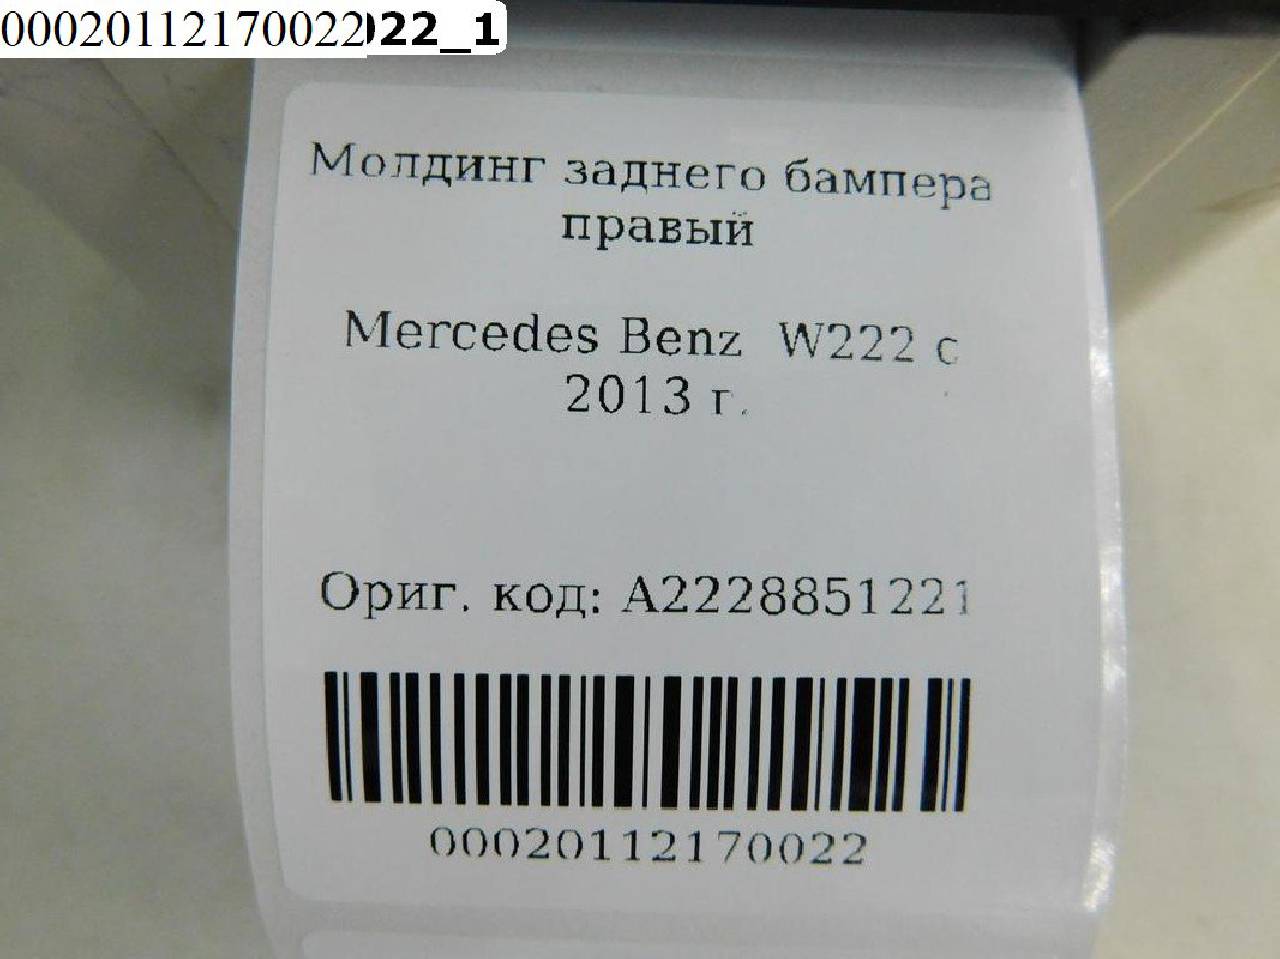 00020112170022022_1
Молдинг заднего бампера
правый
Mercedes Benz W222 с
2013 г.
Ориг. код: A2228851221
00020112170022